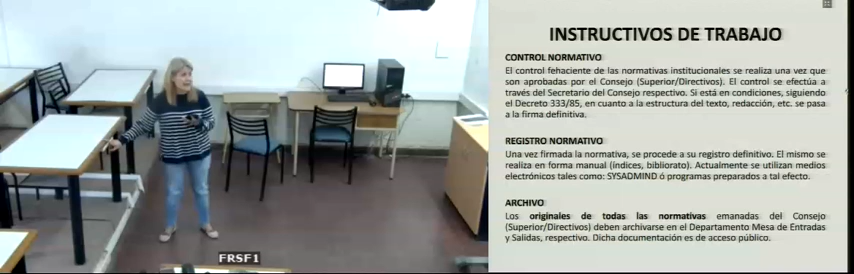 INSTRUCTIVOS DE TRABAJO
CONTROL NORMATIVO
El control fehaciente de las normativas institucionales se realiza una vez que
son aprobadas por el Consejo (Superior/Directivos). El control se efectúa a
través del Secretario del Consejo respectivo. Si está en condiciones, siguiendo
el Decreto 333/85, en cuanto a la estructura del texto, redacción, etc. se pasa
a la firma definitiva.
REGISTRO NORMATIVO
Una vez firmada la normativa, se procede a su registro definitivo. El mismo se
realiza en forma manual (índices, bibliorato). Actualmente se utilizan medios
electrónicos tales como: SYSADMIND ó programas preparados a tal efecto.
ARCHIVO
Los originales de todas las normativas emanadas del Consejo
(Superior/Directivos) deben archivarse en el Departamento Mesa de Entradas
y Salidas, respectivo. Dicha documentación es de acceso público.
FRSF1